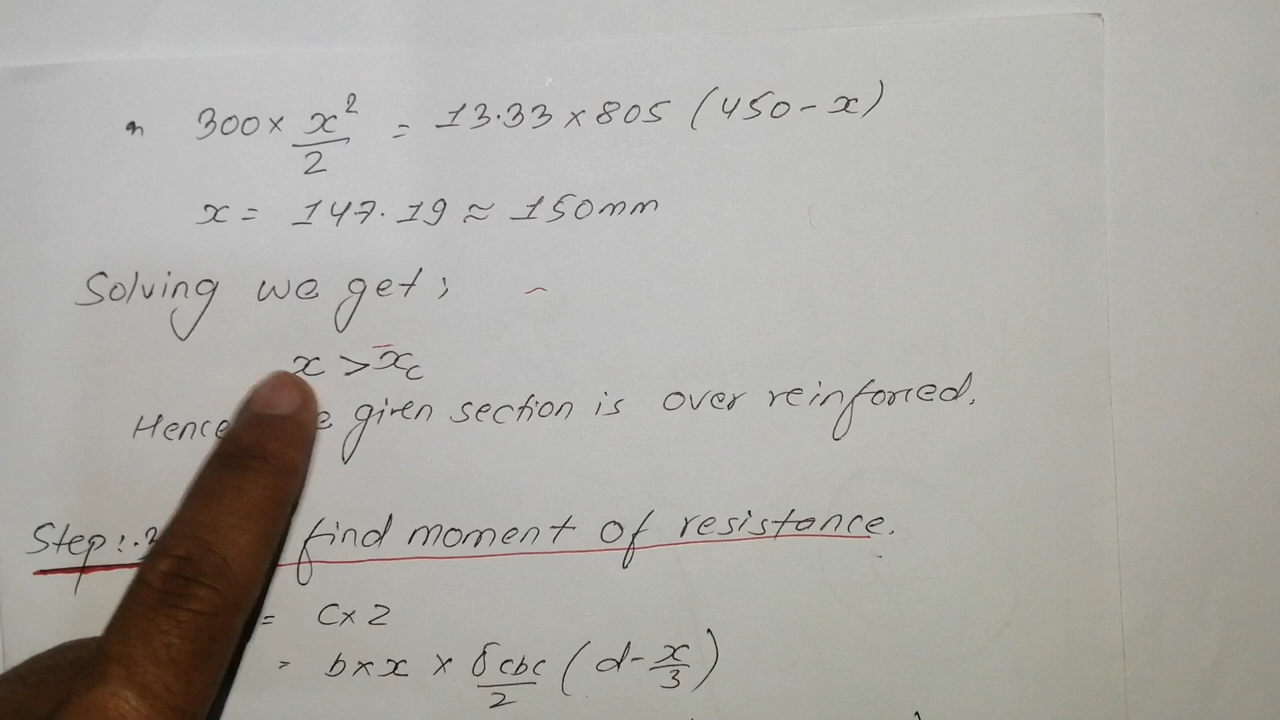 300 × x²/2 = 13.33 × 805 (450 - x)
x = 147.19 ≈ 150mm
Solving we get;
x > xc
Hence given section is over reinforced.
Step:. find moment of resistance.
= C × Z
= b × x × δcbc/2 (d - x/3)